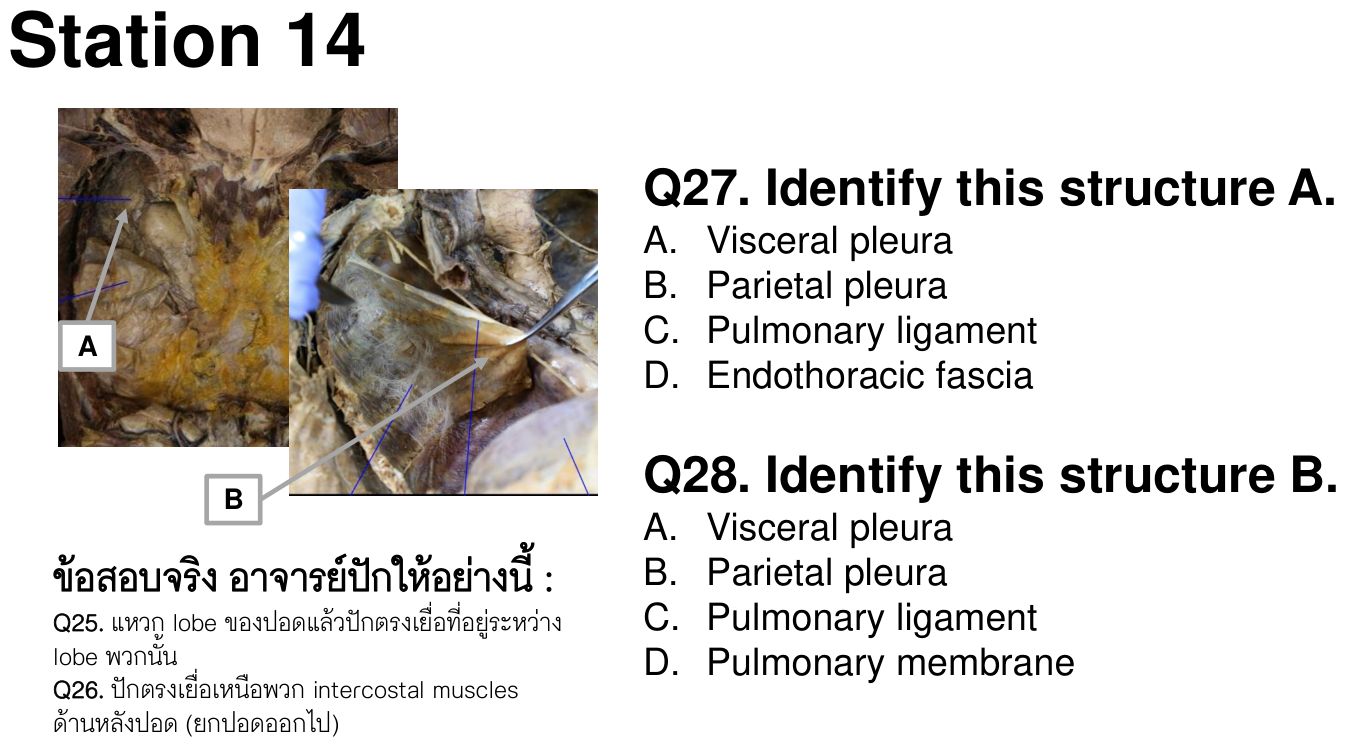 Station 14
A
B
Q27. Identify this structure A.
A. Visceral pleura
B. Parietal pleura
C. Pulmonary ligament
D. Endothoracic fascia
Q28. Identify this structure B.
A. Visceral pleura
B. Parietal pleura
C. Pulmonary ligament
D. Pulmonary membrane
ข้อสอบจริง อาจารย์ปักให้อย่างนี้ :
Q25. แหวก lobe ของปอดแล้วปักตรงเยื่อที่อยู่ระหว่าง
lobe พวกนั้น
Q26. ปักตรงเยื่อเหนือพวก intercostal muscles
ด้านหลังปอด (ยกปอดออกไป)